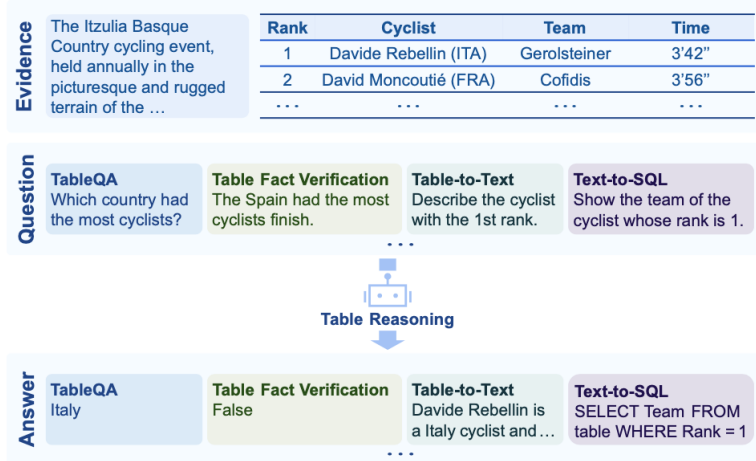 Evidence
The Itzulia Basque
Country cycling event,
held annually in the
picturesque and rugged
terrain of the ...
Rank Cyclist Team Time
1 Davide Rebellin (ITA) Gerolsteiner 3'42"
2 David Moncoutié (FRA) Cofidis 3'56"
... ... ... ...
Question
TableQA
Which country had
the most cyclists?
Table Fact Verification
The Spain had the most
cyclists finish.
Table-to-Text
Describe the cyclist
with the 1st rank.
Text-to-SQL
Show the team of the
cyclist whose rank is 1.
...
Table Reasoning
Answer
TableQA
Italy
Table Fact Verification
False
Table-to-Text
Davide Rebellin is
a Italy cyclist and ...
Text-to-SQL
SELECT Team FROM
table WHERE Rank = 1
...